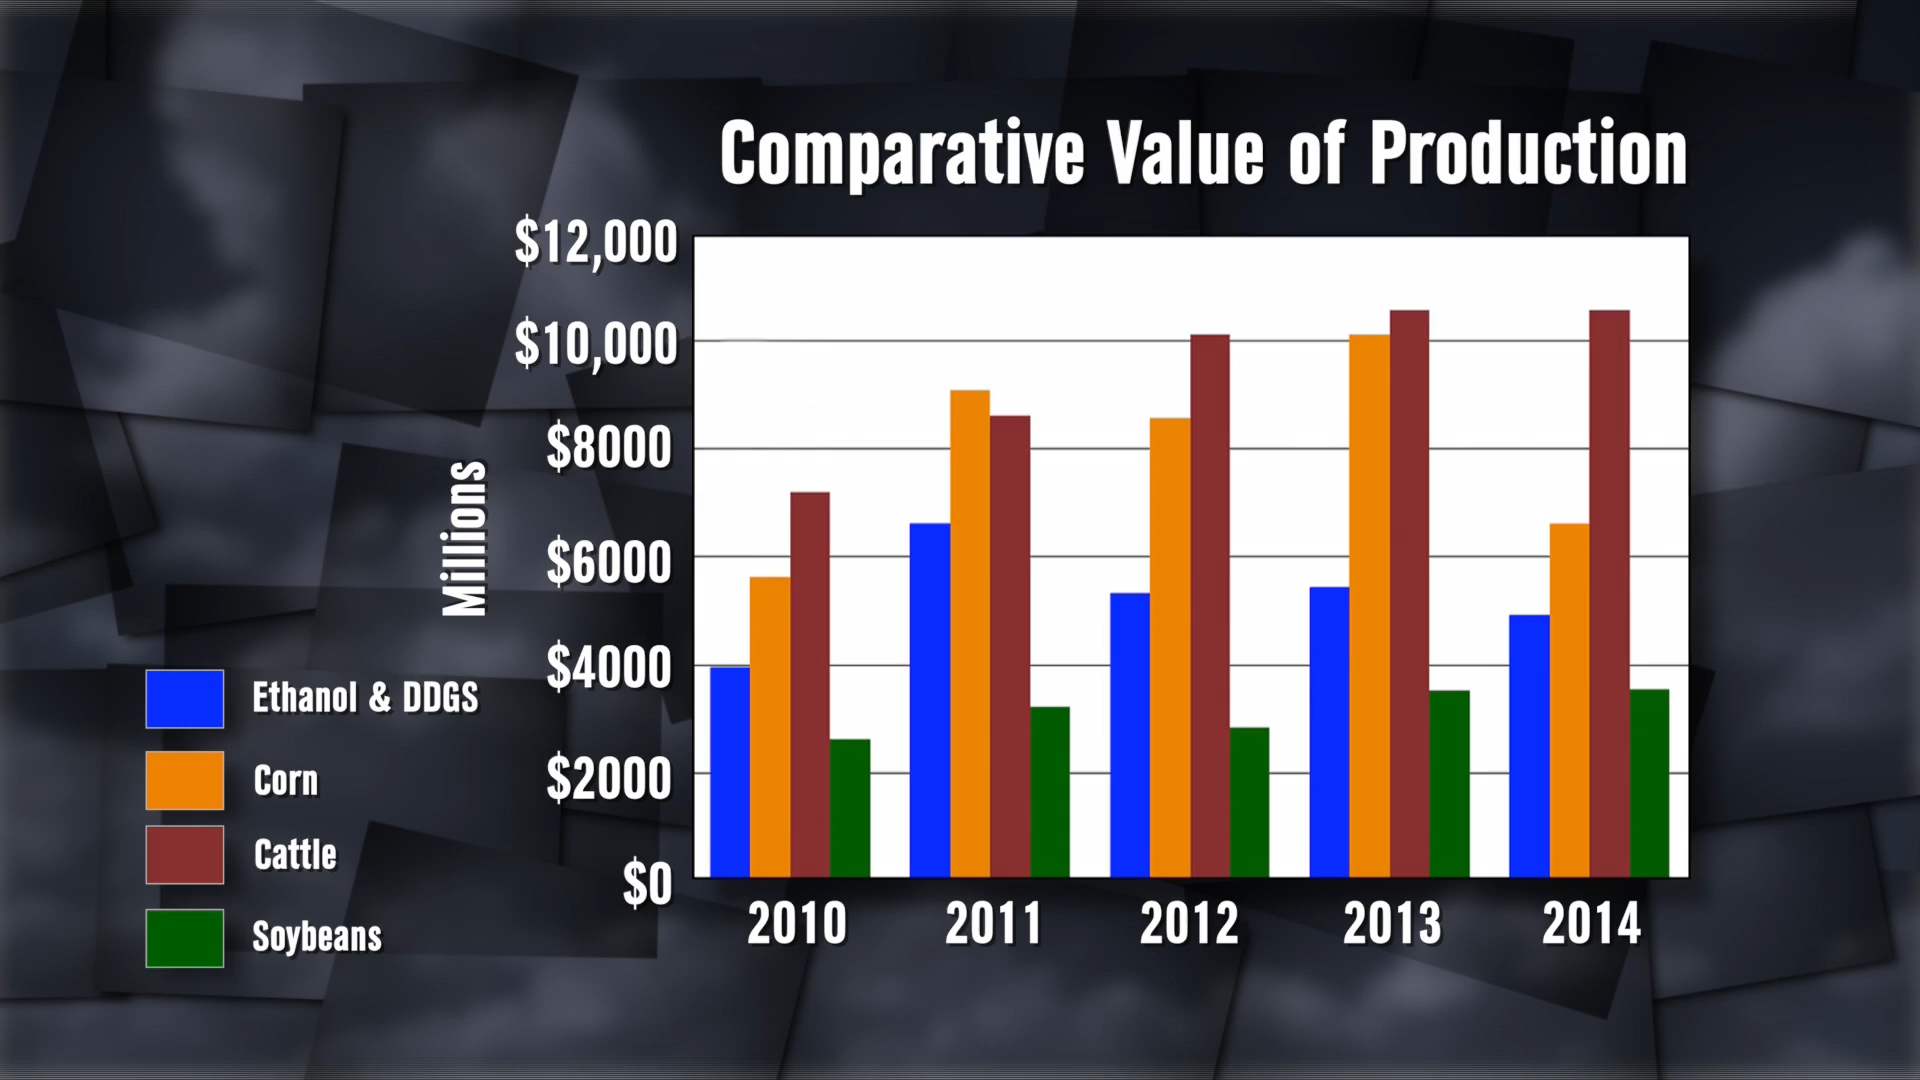 Comparative Value of Production
$12,000
$10,000
$8000
$6000
$4000
$2000
$0
Millions
2010 2011 2012 2013 2014
Ethanol & DDGS
Corn
Cattle
Soybeans